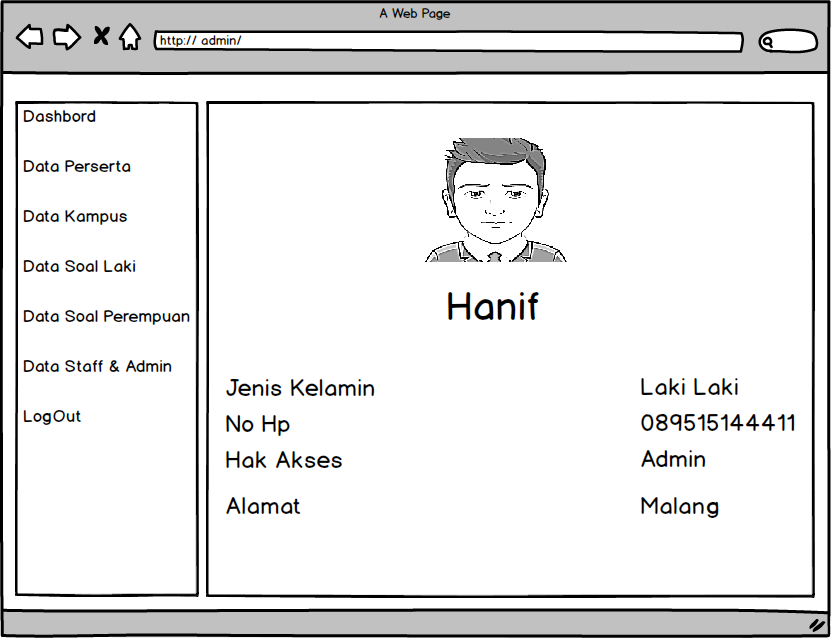 A Web Page
http:// admin/
Dashbord
Data Perserta
Data Kampus
Data Soal Laki
Data Soal Perempuan
Data Staff & Admin
LogOut
Hanif
Jenis Kelamin Laki Laki
No Hp 089515144411
Hak Akses Admin
Alamat Malang